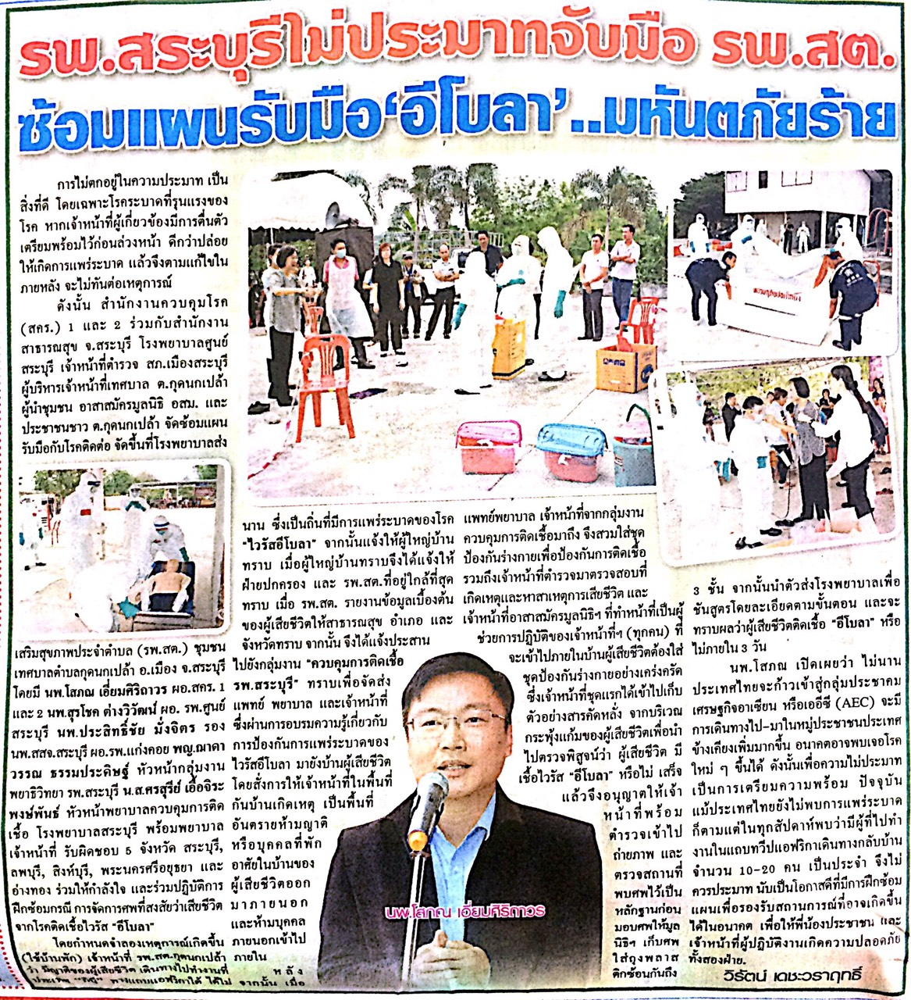 รพ.สระบุรีไม่ประมาทจับมือ รพ.สต.
ซ้อมแผนรับมือ‘อีโบลา’..มหันตภัยร้าย
การไม่ตกอยู่ในความประมาท เป็น
สิ่งที่ดี โดยเฉพาะโรคระบาดที่รุนแรงของ
โรค หากเจ้าหน้าที่ผู้เกี่ยวข้องมีการตื่นตัว
เตรียมพร้อมไว้ก่อนล่วงหน้า ดีกว่าปล่อย
ให้เกิดการแพร่ระบาด แล้วจึงตามแก้ไขใน
ภายหลัง จะไม่ทันต่อเหตุการณ์
ดังนั้น สำนักงานควบคุมโรค
(สคร.) 1 และ 2 ร่วมกับสำนักงาน
สาธารณสุข จ.สระบุรี โรงพยาบาลศูนย์
สระบุรี เจ้าหน้าที่ตำรวจ สภ.เมืองสระบุรี
ผู้บริหารเจ้าหน้าที่เทศบาล ต.กุดนกเปล้า
ผู้นำชุมชน อาสาสมัครมูลนิธิ อสม. และ
ประชาชนชาว ต.กุดนกเปล้า จัดซ้อมแผน
รับมือกับโรคติดต่อ จัดขึ้นที่โรงพยาบาลส่ง
เสริมสุขภาพประจำตำบล (รพ.สต.) ชุมชน
เทศบาลตำบลกุดนกเปล้า อ.เมือง จ.สระบุรี
โดยมี นพ.โสภณ เอี่ยมศิริถาวร ผอ.สคร. 1
และ 2 นพ.สุรโชค ต่างวิวัฒน์ ผอ. รพ.ศูนย์
สระบุรี นพ.ประสิทธิ์ชัย มั่งจิตร รอง
นพ.สสจ.สระบุรี ผอ.รพ.แก่งคอย พญ.ณาดา
วรรณ ธรรมประดิษฐ์ หัวหน้ากลุ่มงาน
พยาธิวิทยา รพ.สระบุรี น.ส.ศรสุรีย์ เอื้อจิระ
พงษ์พันธ์ หัวหน้าพยาบาลควบคุมการติด
เชื้อ โรงพยาบาลสระบุรี พร้อมพยาบาล
เจ้าหน้าที่ รับผิดชอบ 5 จังหวัด สระบุรี,
ลพบุรี, สิงห์บุรี, พระนครศรีอยุธยา และ
อ่างทอง ร่วมให้กำลังใจ และร่วมปฏิบัติการ
ฝึกซ้อมกรณี การจัดการศพที่สงสัยว่าเสียชีวิต
จากโรคติดเชื้อไวรัส “อีโบลา”
โดยกำหนดจำลองเหตุการณ์เกิดขึ้น
(ใช้บ้านพัก) เจ้าหน้าที่ รพ.สต.กุดนกเปล้า
ว่า มีญาติของผู้เสียชีวิต เดินทางไปทำงานที่
ประเทศ ทางแถบแอฟริกาใต้ ได้ไม่
นาน ซึ่งเป็นถิ่นที่มีการแพร่ระบาดของโรค
“ไวรัสอีโบลา” จากนั้นแจ้งให้ผู้ใหญ่บ้าน
ทราบ เมื่อผู้ใหญ่บ้านทราบจึงได้แจ้งให้
ฝ่ายปกครอง และ รพ.สต.ที่อยู่ใกล้ที่สุด
ทราบ เมื่อ รพ.สต. รายงานข้อมูลเบื้องต้น
ของผู้เสียชีวิตให้สาธารณสุข อำเภอ และ
จังหวัดทราบ จากนั้น จึงได้แจ้งประสาน
ไปยังกลุ่มงาน “ควบคุมการติดเชื้อ
รพ.สระบุรี” ทราบเพื่อจัดส่ง
แพทย์ พยาบาล และเจ้าหน้าที่
ซึ่งผ่านการอบรมความรู้เกี่ยวกับ
การป้องกันการแพร่ระบาดของ
ไวรัสอีโบลา มายังบ้านผู้เสียชีวิต
โดยสั่งการให้เจ้าหน้าที่ในพื้นที่
กันบ้านเกิดเหตุ เป็นพื้นที่
อันตรายห้ามญาติ
หรือบุคคลที่พัก
อาศัยในบ้านของ
ผู้เสียชีวิตออก
มาภายนอก
และห้ามบุคคล
ภายนอกเข้าไป
ภายใน
หลัง
จากนั้น เมื่อ
แพทย์พยาบาล เจ้าหน้าที่จากกลุ่มงาน
ควบคุมการติดเชื้อมาถึง จึงสวมใส่ชุด
ป้องกันร่างกายเพื่อป้องกันการติดเชื้อ
รวมถึงเจ้าหน้าที่ตำรวจมาตรวจสอบที่
เกิดเหตุและหาสาเหตุการเสียชีวิต และ
เจ้าหน้าที่อาสาสมัครมูลนิธิฯ ที่ทำหน้าที่เป็นผู้
ช่วยการปฏิบัติของเจ้าหน้าที่ฯ (ทุกคน) ที่
จะเข้าไปภายในบ้านผู้เสียชีวิตต้องใส่
ชุดป้องกันร่างกายอย่างเคร่งครัด
ซึ่งเจ้าหน้าที่ชุดแรกได้เข้าไปเก็บ
ตัวอย่างสารคัดหลั่ง จากบริเวณ
กระพุ้งแก้มของผู้เสียชีวิตเพื่อนำ
ไปตรวจพิสูจน์ว่า ผู้เสียชีวิต มี
เชื้อไวรัส “อีโบลา” หรือไม่ เสร็จ
แล้วจึงอนุญาตให้เจ้า
หน้าที่พร้อม
ตำรวจเข้าไป
ถ่ายภาพ และ
ตรวจสถานที่
พบศพไว้เป็น
หลักฐานก่อน
มอบศพให้มูล
นิธิฯ เก็บศพ
ใส่ถุงพลาส
ติกซ้อนกันถึง
3 ชั้น จากนั้นนำตัวส่งโรงพยาบาลเพื่อ
ชันสูตรโดยละเอียดตามขั้นตอน และจะ
ทราบผลว่าผู้เสียชีวิตติดเชื้อ “อีโบลา” หรือ
ไม่ภายใน 3 วัน
นพ.โสภณ เปิดเผยว่า ไม่นาน
ประเทศไทยจะก้าวเข้าสู่กลุ่มประชาคม
เศรษฐกิจอาเซียน หรือเออีซี (AEC) จะมี
การเดินทางไป-มาในหมู่ประชาชนประเทศ
ข้างเคียงเพิ่มมากขึ้น อนาคตอาจพบเจอโรค
ใหม่ ๆ ขึ้นได้ ดังนั้นเพื่อความไม่ประมาท
เป็นการเตรียมความพร้อม ปัจจุบัน
แม้ประเทศไทยยังไม่พบการแพร่ระบาด
ก็ตามแต่ในทุกสัปดาห์พบว่ามีผู้ที่ไปทำ
งานในแถบทวีปแอฟริกาเดินทางกลับบ้าน
จำนวน 10-20 คน เป็นประจำ จึงไม่
ควรประมาท นับเป็นโอกาสดีที่มีการฝึกซ้อม
แผนเพื่อรองรับสถานการณ์ที่อาจเกิดขึ้น
ได้ในอนาคต เพื่อให้พี่น้องประชาชน และ
เจ้าหน้าที่ผู้ปฏิบัติงานเกิดความปลอดภัย
ทั้งสองฝ่าย.
วิรัตน์ เดชะวราฤทธิ์
นพ.โสภณ เอี่ยมศิริถาวร